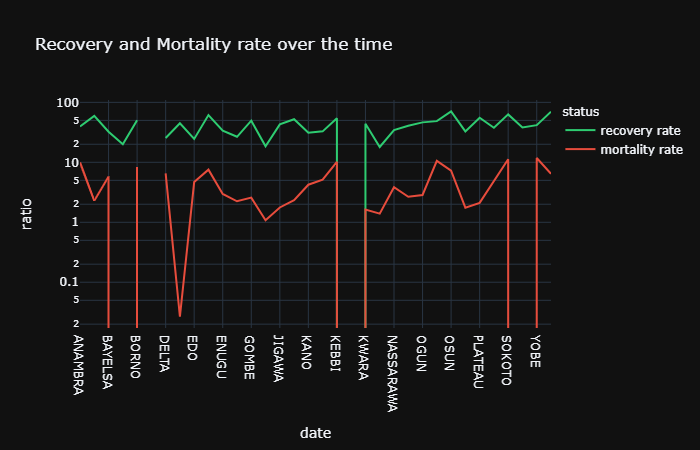 Recovery and Mortality rate over the time
100
5
2
10
5
2
1
5
2
0.1
5
2
ratio
ANAMBRA
BAYELSA
BORNO
DELTA
EDO
ENUGU
GOMBE
JIGAWA
KANO
KEBBI
KWARA
NASSARAWA
OGUN
OSUN
PLATEAU
SOKOTO
YOBE
date
status
recovery rate
mortality rate